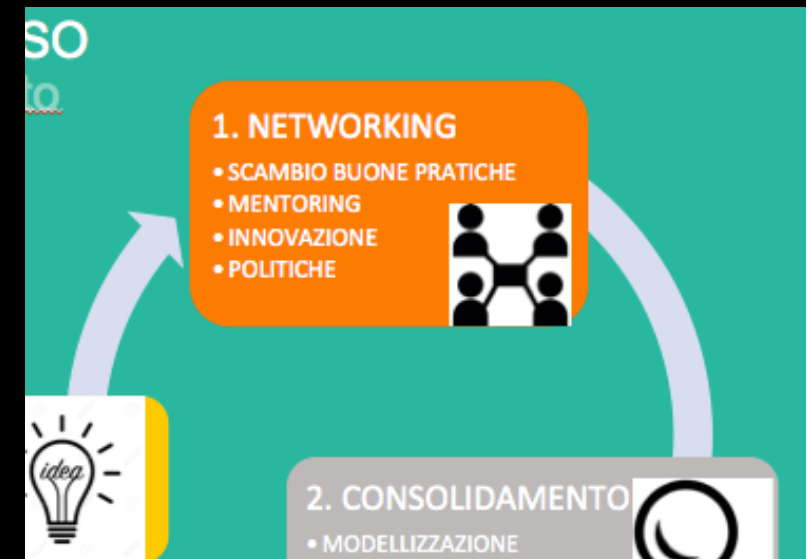 SO
to
1. NETWORKING
• SCAMBIO BUONE PRATICHE
• MENTORING
• INNOVAZIONE
• POLITICHE
idea
2. CONSOLIDAMENTO
• MODELLIZZAZIONE